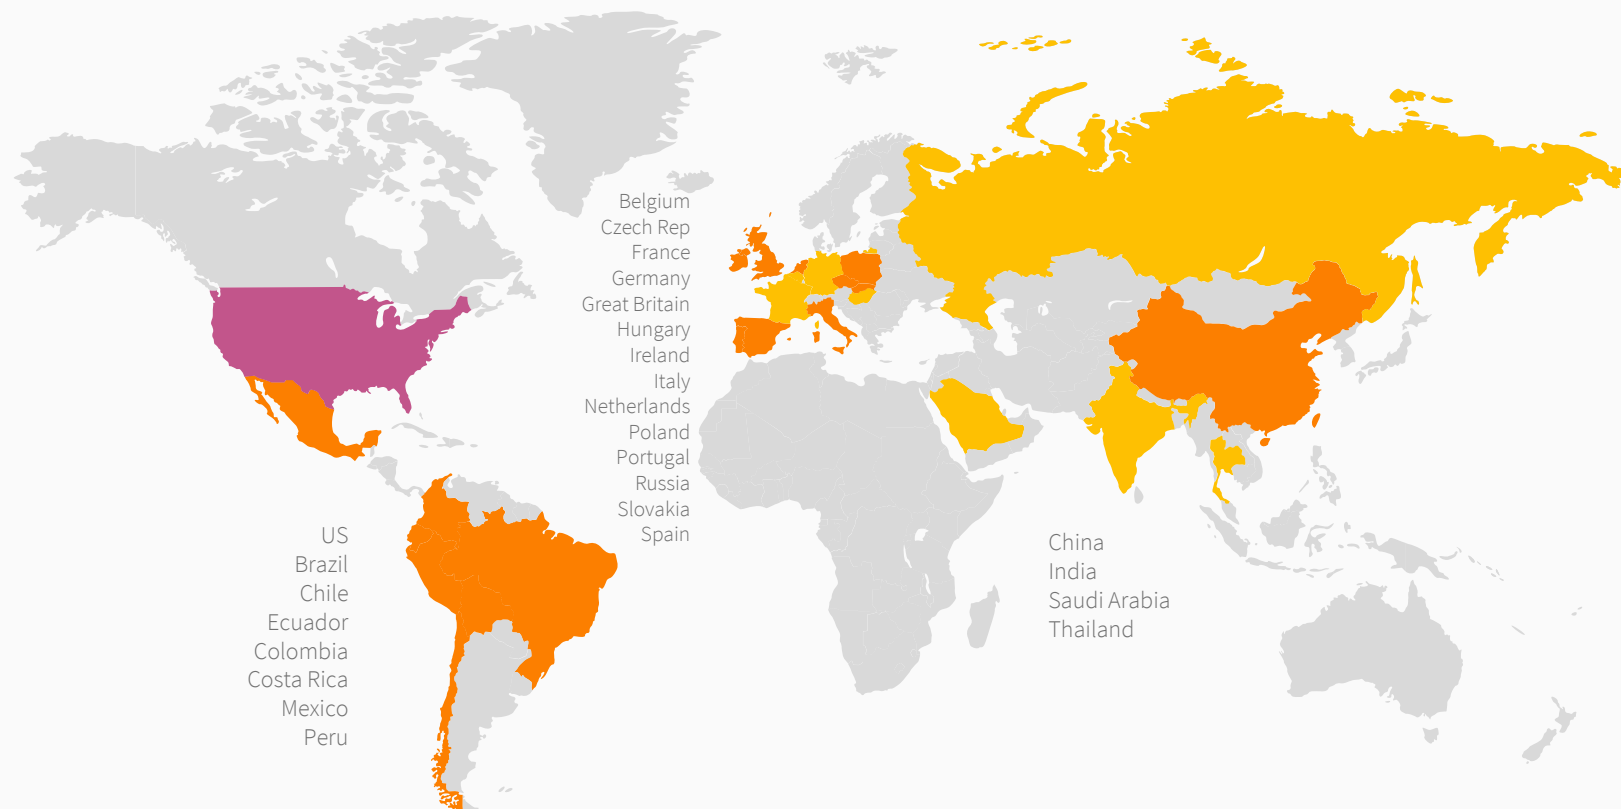 Belgium
Czech Rep
France
Germany
Great Britain
Hungary
Ireland
Italy
Netherlands
Poland
Portugal
Russia
Slovakia
Spain
US
Brazil
Chile
Ecuador
Colombia
Costa Rica
Mexico
Peru
China
India
Saudi Arabia
Thailand